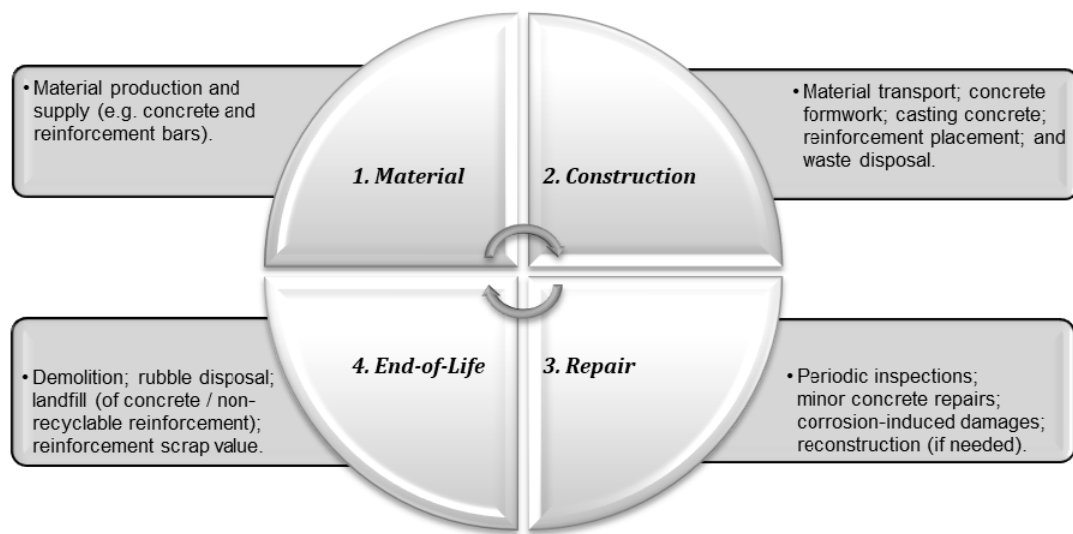 • Material production and
supply (e.g. concrete and
reinforcement bars).
1. Material
2. Construction
• Material transport; concrete
formwork; casting concrete;
reinforcement placement; and
waste disposal.
• Demolition; rubble disposal;
landfill (of concrete / non-
recyclable reinforcement);
reinforcement scrap value.
4. End-of-Life
3. Repair
• Periodic inspections;
minor concrete repairs;
corrosion-induced damages;
reconstruction (if needed).